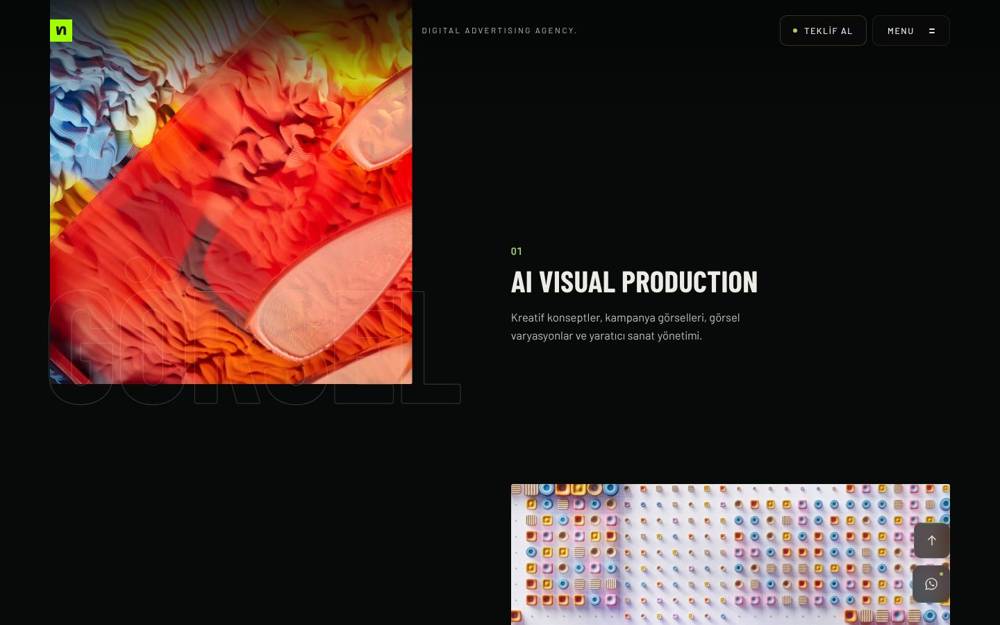 DIGITAL ADVERTISING AGENCY.
TEKLİF AL
MENU
01
AI VISUAL PRODUCTION
Kreatif konseptler, kampanya görselleri, görsel
varyasyonlar ve yaratıcı sanat yönetimi.
GÖRSEL